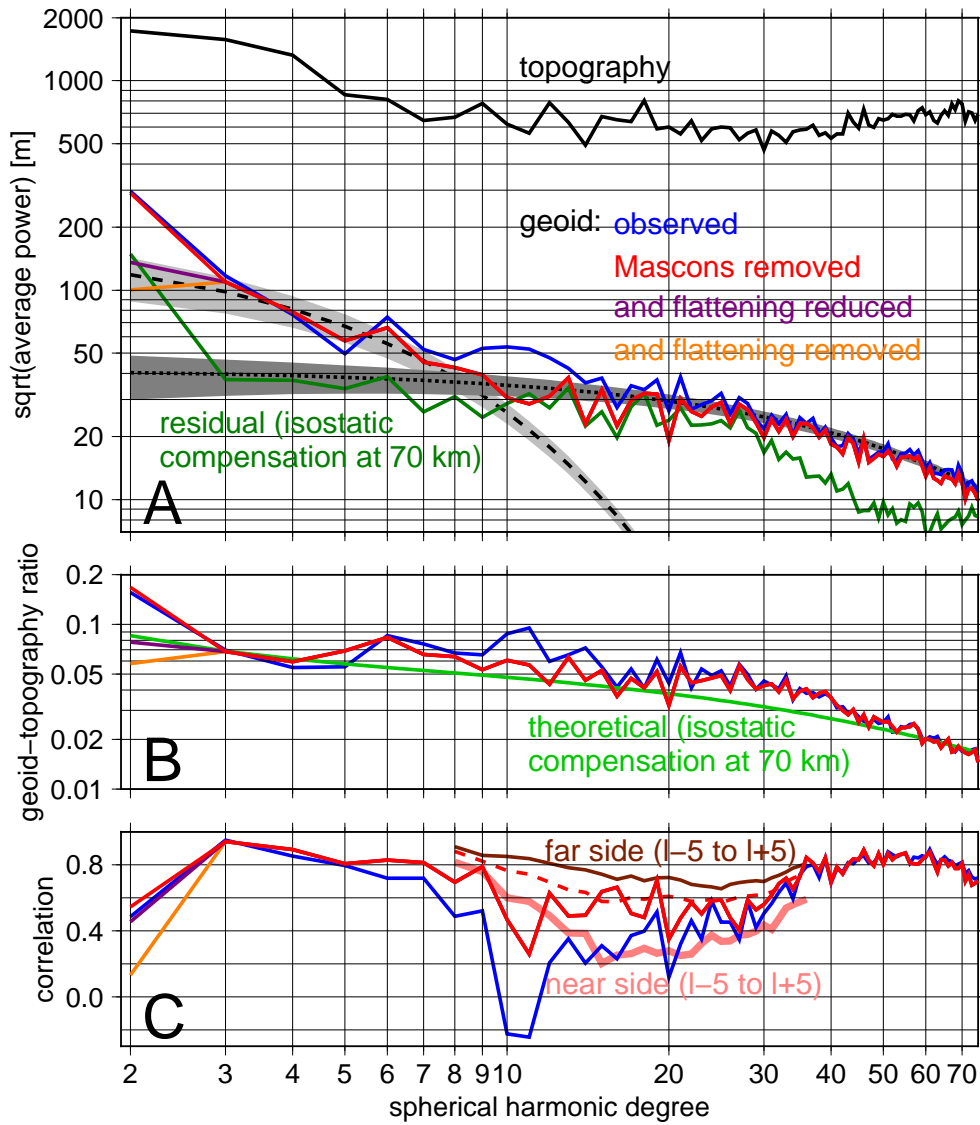 2000
1000
500
200
100
50
20
10
sqrt(average power) [m]
topography
geoid: observed
Mascons removed
and flattening reduced
and flattening removed
residual (isostatic
compensation at 70 km)
A
0.2
0.1
0.05
0.02
0.01
geoid−topography ratio
theoretical (isostatic
compensation at 70 km)
B
0.8
0.4
0.0
correlation
far side (l−5 to l+5)
near side (l−5 to l+5)
C
2 3 4 5 6 7 8 9 10 20 30 40 50 60 70
spherical harmonic degree